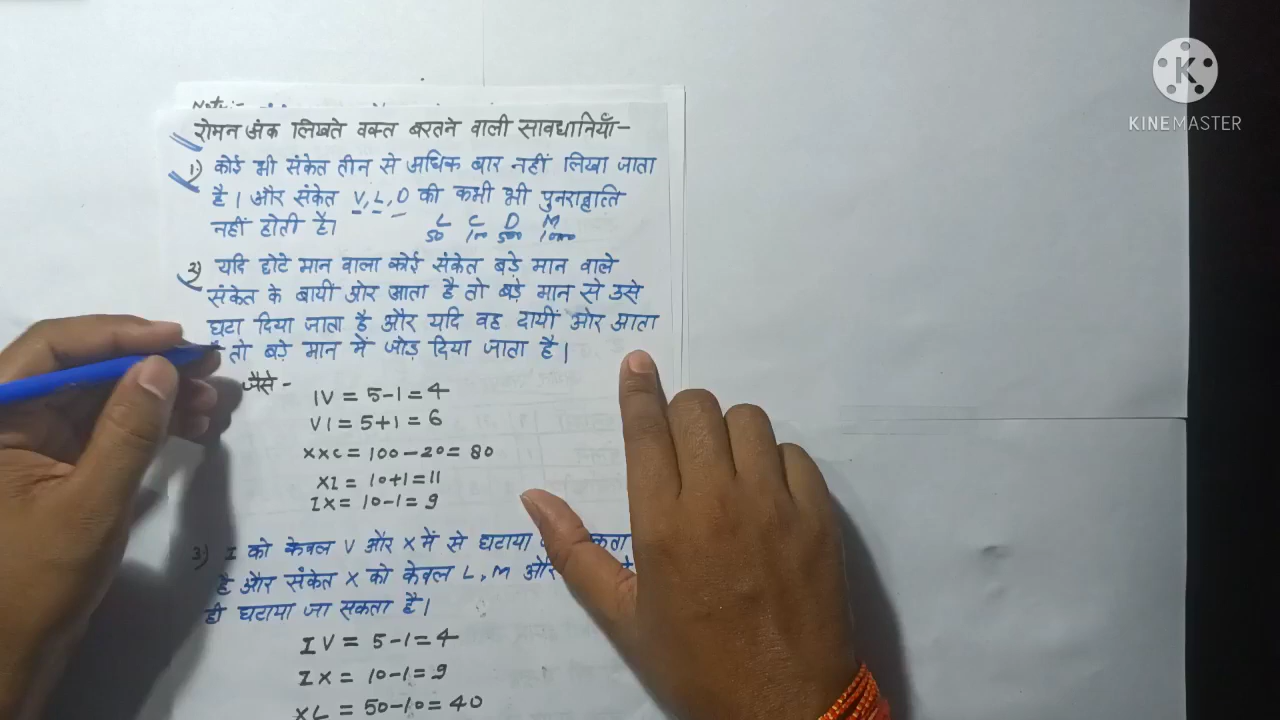 Note:-
रोमन अंक लिखते वक्त बरतने वाली सावधानियाँ-
1) कोई भी संकेत तीन से अधिक बार नहीं लिखा जाता
है। और संकेत V, L, D की कभी भी पुनरावृत्ति
नहीं होती है।
L C D M
50 100 500 1000
2) यदि छोटे मान वाला कोई संकेत बड़े मान वाले
संकेत के बायीं ओर आता है तो बड़े मान से उसे
घटा दिया जाता है और यदि वह दायीं ओर आता
तो बड़े मान में जोड़ दिया जाता है।
जैसे-
IV = 5-1=4
VI = 5+1=6
XXC = 100-20=80
XI = 10+1=11
IX = 10-1=9
3) I को केवल V और X में से घटाया
है और संकेत X को केवल L, M और
ही घटाया जा सकता है।
IV = 5-1=4
IX = 10-1=9
XL = 50-10=40
KINEMASTER